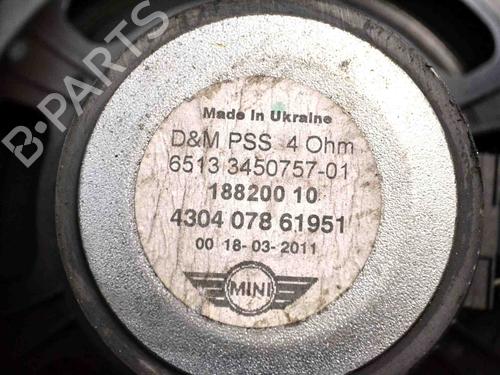 B-PARTS
Made in Ukraine
D&M PSS 4 Ohm
6513 3450757-01
188200 10
4304 078 61951
00 18-03-2011
MINI